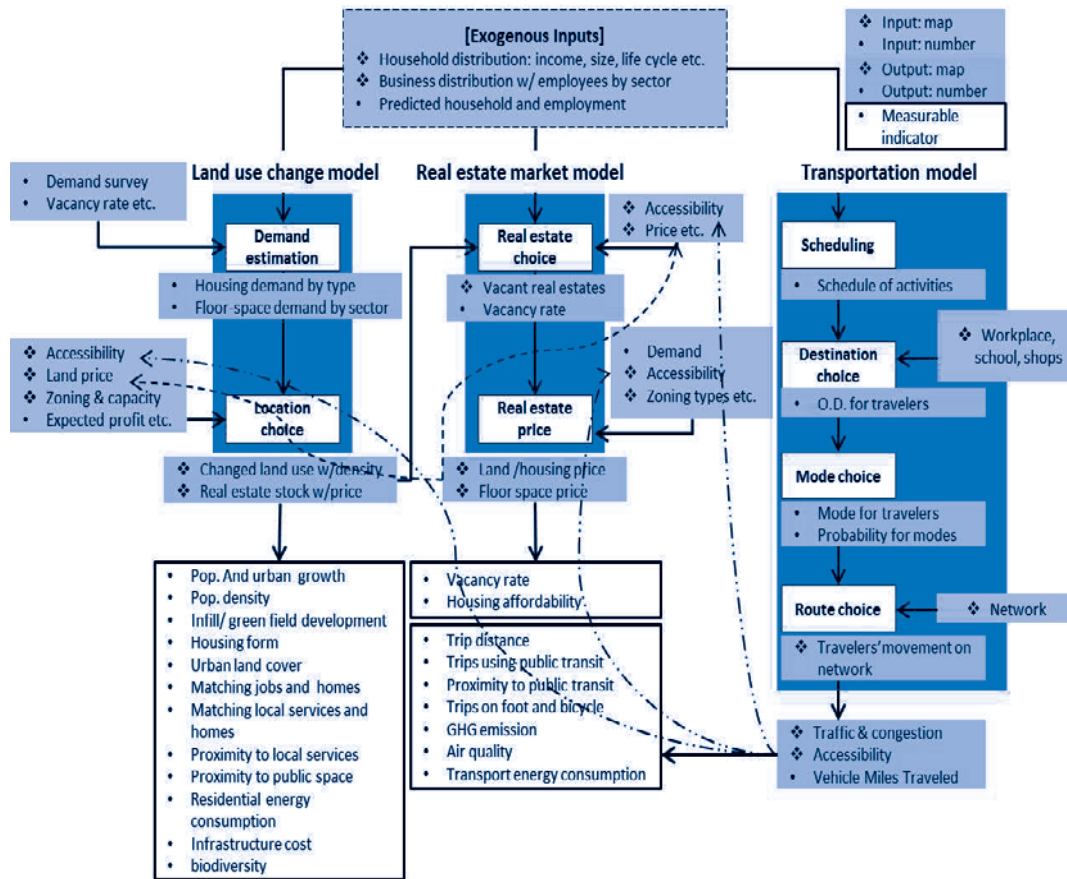 [Exogenous Inputs]
❖ Household distribution: income, size, life cycle etc.
❖ Business distribution w/ employees by sector
• Predicted household and employment
❖ Input: map
• Input: number
❖ Output: map
• Output: number
• Measurable
indicator
Land use change model
Real estate market model
Transportation model
• Demand survey
• Vacancy rate etc.
Demand
estimation
• Housing demand by type
• Floor-space demand by sector
❖ Accessibility
❖ Land price
❖ Zoning & capacity
• Expected profit etc.
Location
choice
❖ Changed land use w/density
❖ Real estate stock w/price
Real estate
choice
❖ Accessibility
❖ Price etc.
❖ Vacant real estates
• Vacancy rate
• Demand
❖ Accessibility
❖ Zoning types etc.
Real estate
price
❖ Land /housing price
❖ Floor space price
Scheduling
• Schedule of activities
Destination
choice
❖ Workplace,
school, shops
• O.D. for travelers
Mode choice
• Mode for travelers
• Probability for modes
Route choice
❖ Network
• Travelers' movement on
network
❖ Traffic & congestion
❖ Accessibility
• Vehicle Miles Traveled
• Pop. And urban growth
• Pop. density
• Infill/ green field development
• Housing form
• Urban land cover
• Matching jobs and homes
• Matching local services and
homes
• Proximity to local services
• Proximity to public space
• Residential energy
consumption
• Infrastructure cost
• biodiversity
• Vacancy rate
• Housing affordability
• Trip distance
• Trips using public transit
• Proximity to public transit
• Trips on foot and bicycle
• GHG emission
• Air quality
• Transport energy consumption